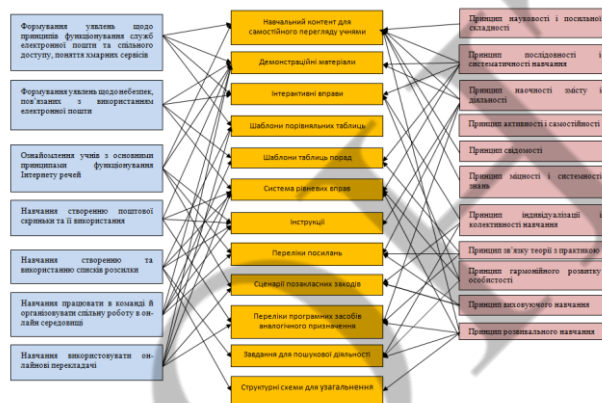 Формування уявлень щодо
принципів функціонування служб
електронної пошти та спільного
доступу, поняття хмарних сервісів
Формування уявлень щодо небезпек,
пов'язаних з використанням
електронної пошти
Ознайомлення учнів з основними
принципами функціонування
Інтернету речей
Навчання створенню поштової
скриньки та її використання
Навчання створенню та
використанню списків розсилки
Навчання працювати в команді й
організовувати спільну роботу в он-
лайн середовищі
Навчання використовувати он-
лайнові перекладачі
Навчальний контент для
самостійного перегляду учнями
Демонстраційні матеріали
Інтерактивні вправи
Шаблони порівняльних таблиць
Шаблони таблиць порад
Система рівневих вправ
Інструкції
Переліки посилань
Сценарії позакласних заходів
Переліки програмних засобів
аналогічного призначення
Завдання для пошукової діяльності
Структурні схеми для узагальнення
Принцип науковості і посильної
складності
Принцип послідовності і
систематичності навчання
Принцип наочності змісту і
діяльності
Принцип активності і самостійності
Принцип свідомості
Принцип міцності і системності
знань
Принцип індивідуалізації і
колективності навчання
Принцип зв'язку теорії з практикою
Принцип гармонійного розвитку
особистості
Принцип виховуючого навчання
Принцип розвивального навчання